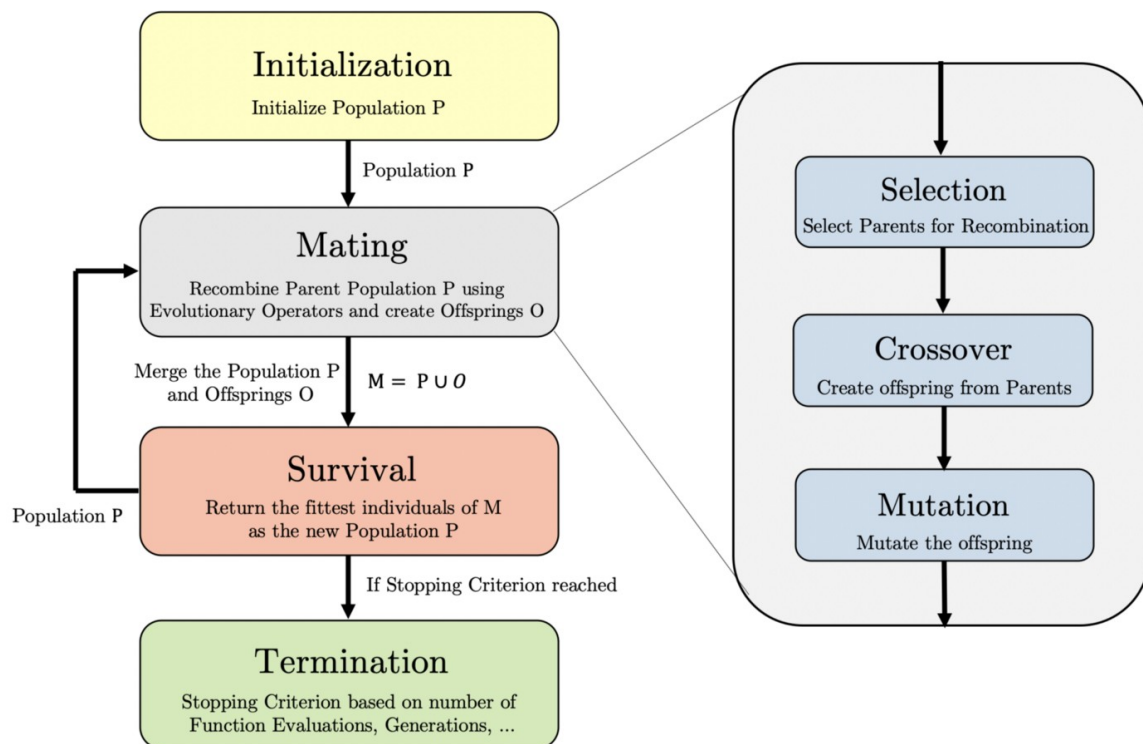 Initialization
Initialize Population P
Population P
Mating
Recombine Parent Population P using
Evolutionary Operators and create Offsprings O
Merge the Population P
and Offsprings O
M = P ∪ O
Survival
Return the fittest individuals of M
as the new Population P
Population P
If Stopping Criterion reached
Termination
Stopping Criterion based on number of
Function Evaluations, Generations, ...
Selection
Select Parents for Recombination
Crossover
Create offspring from Parents
Mutation
Mutate the offspring